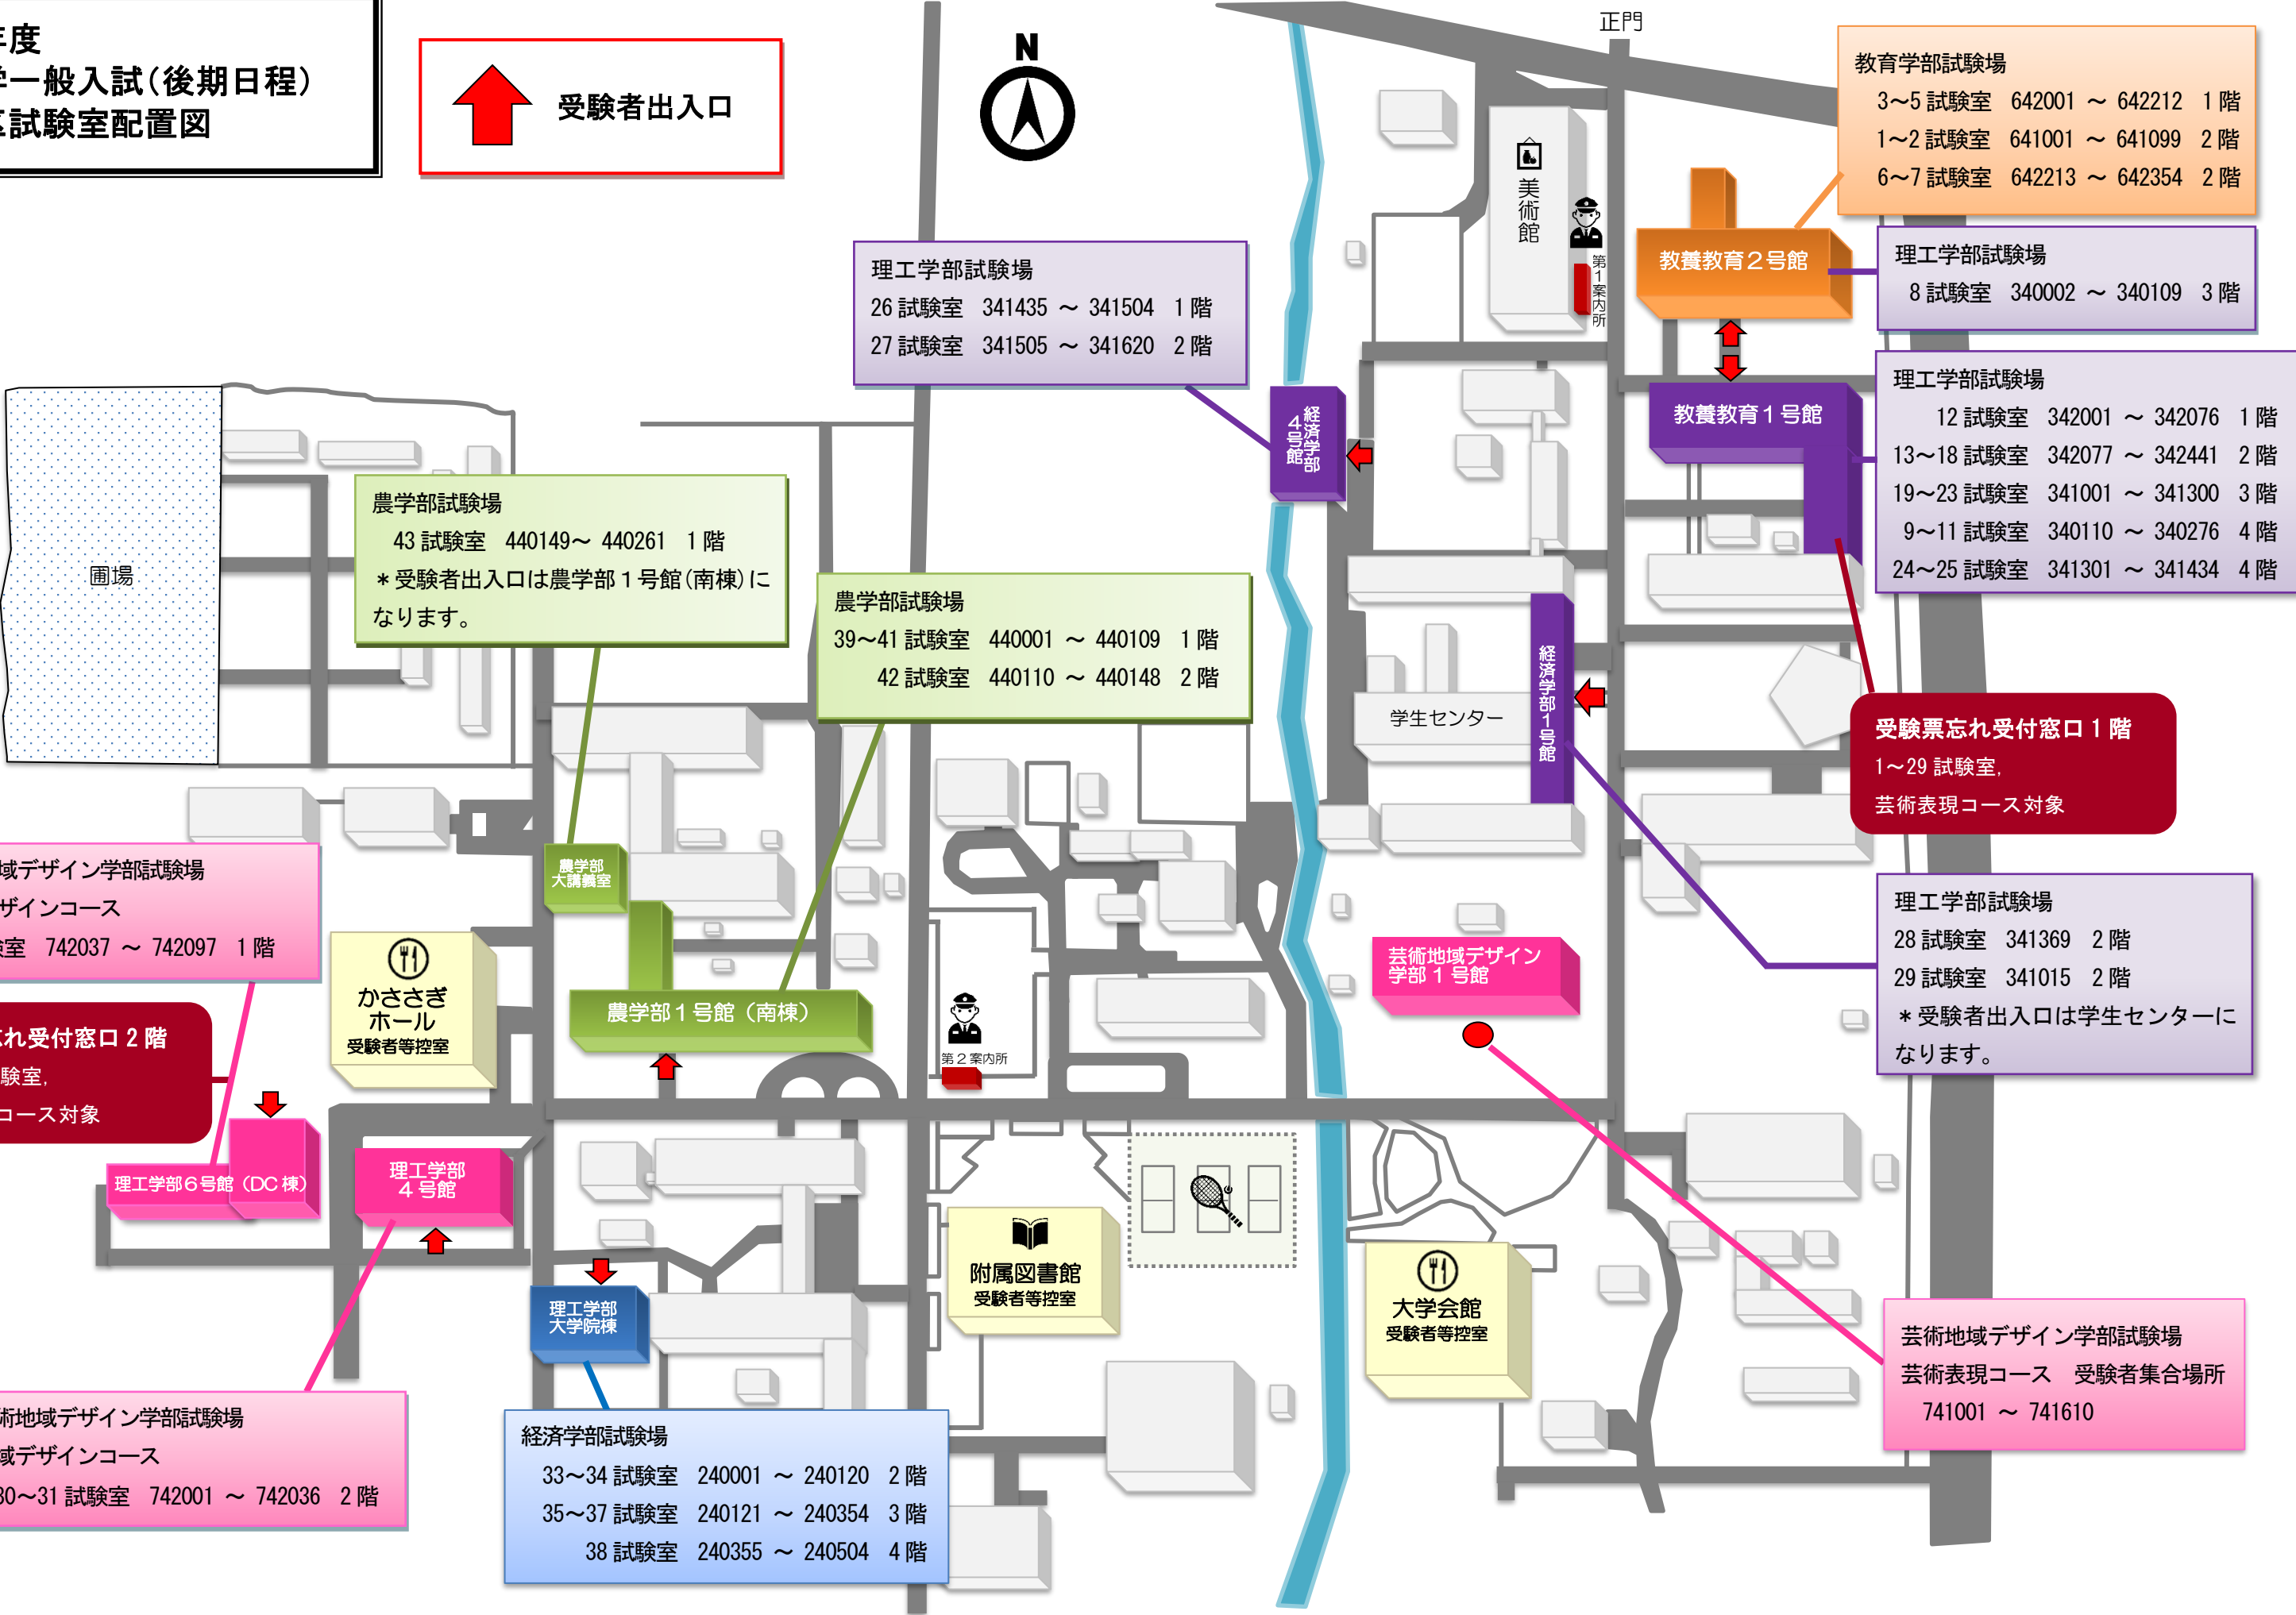 年度
学一般入試（後期日程）
区試験室配置図
受験者出入口
N
正門
教育学部試験場
3～5 試験室 642001 ～ 642212 1 階
1～2 試験室 641001 ～ 641099 2 階
6～7 試験室 642213 ～ 642354 2 階
美術館
第1案内所
教養教育２号館
理工学部試験場
8 試験室 340002 ～ 340109 3 階
理工学部試験場
26 試験室 341435 ～ 341504 1 階
27 試験室 341505 ～ 341620 2 階
経済学部
4号館
教養教育１号館
理工学部試験場
12 試験室 342001 ～ 342076 1 階
13～18 試験室 342077 ～ 342441 2 階
19～23 試験室 341001 ～ 341300 3 階
9～11 試験室 340110 ～ 340276 4 階
24～25 試験室 341301 ～ 341434 4 階
圃場
農学部試験場
43 試験室 440149～ 440261 1 階
＊受験者出入口は農学部１号館（南棟）に
なります。
農学部試験場
39～41 試験室 440001 ～ 440109 1 階
42 試験室 440110 ～ 440148 2 階
経済学部１号館
学生センター
受験票忘れ受付窓口 1 階
1～29 試験室,
芸術表現コース対象
域デザイン学部試験場
ザインコース
験室 742037 ～ 742097 1 階
農学部
大講義室
かささぎ
ホール
受験者等控室
農学部１号館（南棟）
第２案内所
芸術地域デザイン
学部１号館
理工学部試験場
28 試験室 341369 2 階
29 試験室 341015 2 階
＊受験者出入口は学生センターに
なります。
忘れ受付窓口 2 階
験室,
コース対象
理工学部６号館（DC 棟）
理工学部
４号館
附属図書館
受験者等控室
大学会館
受験者等控室
理工学部
大学院棟
術地域デザイン学部試験場
域デザインコース
30～31 試験室 742001 ～ 742036 2 階
経済学部試験場
33～34 試験室 240001 ～ 240120 2 階
35～37 試験室 240121 ～ 240354 3 階
38 試験室 240355 ～ 240504 4 階
芸術地域デザイン学部試験場
芸術表現コース 受験者集合場所
741001 ～ 741610